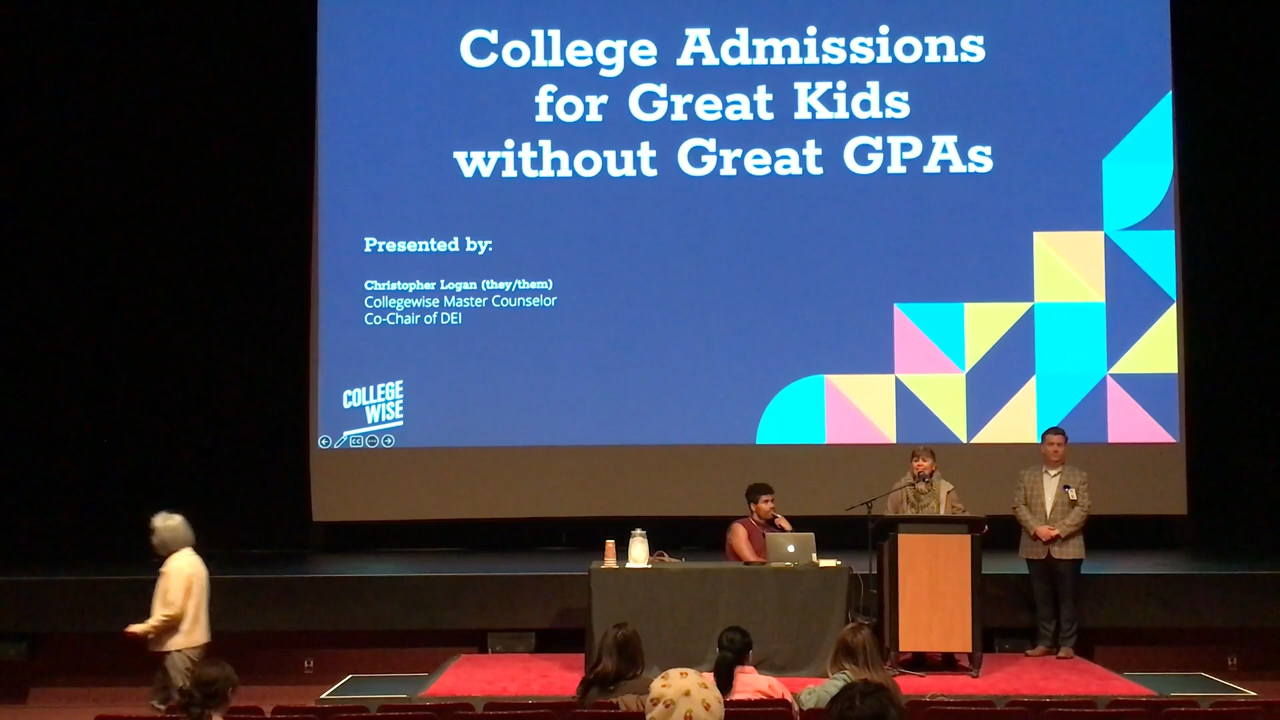 College Admissions
for Great Kids
without Great GPAs
Presented by:
Christopher Logan (they/them)
Collegewise Master Counselor
Co-Chair of DEI
COLLEGE
WISE
CC